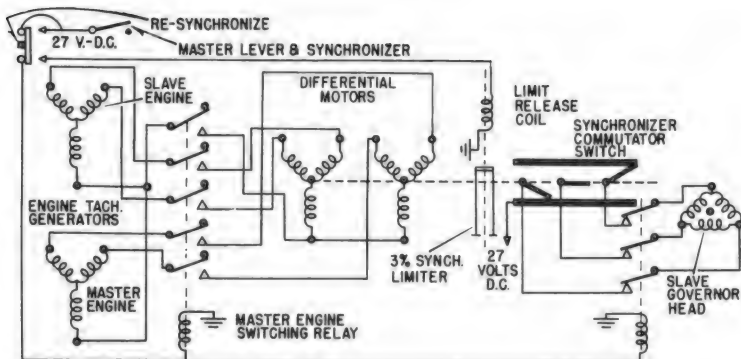 RE-SYNCHRONIZE
27 V.-D.C.
MASTER LEVER & SYNCHRONIZER
SLAVE
ENGINE
DIFFERENTIAL
MOTORS
LIMIT
RELEASE
COIL
SYNCHRONIZER
COMMUTATOR
SWITCH
ENGINE TACH.
GENERATORS
MASTER
ENGINE
3% SYNCH.
LIMITER
27
VOLTS
D.C.
SLAVE
GOVERNOR
HEAD
MASTER ENGINE
SWITCHING RELAY